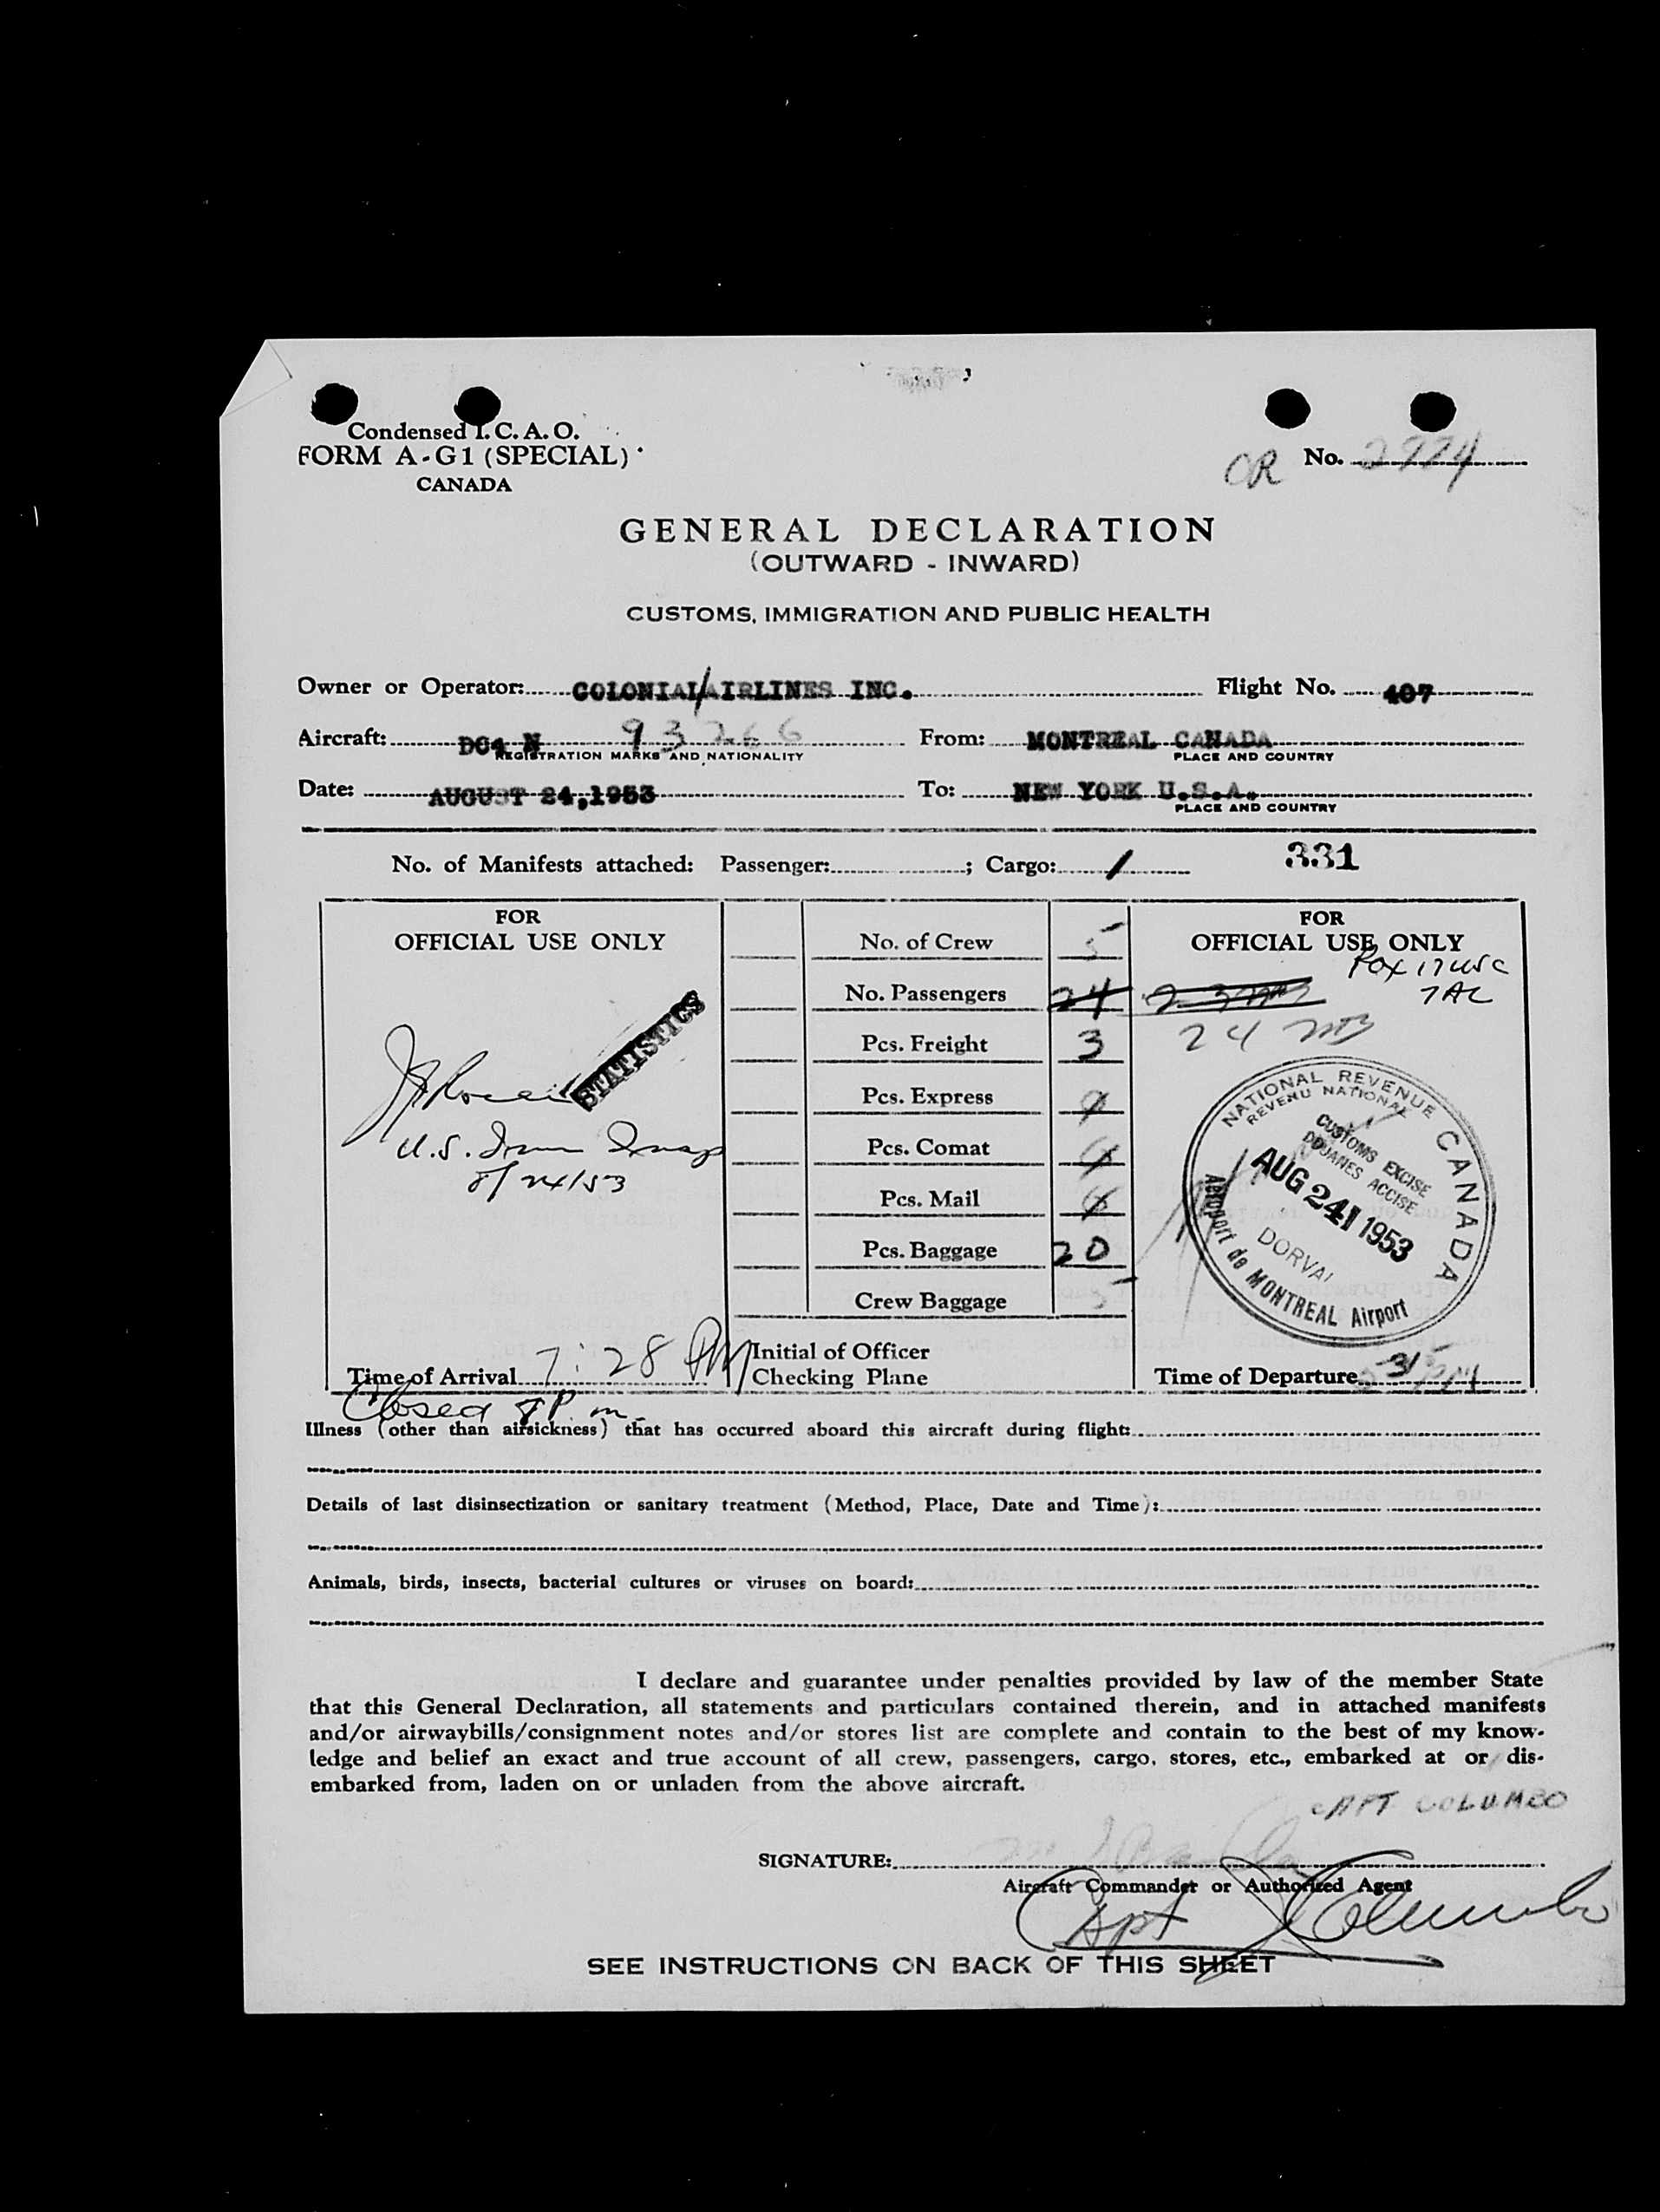 Condensed I. C. A. O.
FORM A-G1 (SPECIAL)
CANADA
CR No. 2774
GENERAL DECLARATION
(OUTWARD - INWARD)
CUSTOMS, IMMIGRATION AND PUBLIC HEALTH
Owner or Operator: COLONIAL/AIRLINES INC. Flight No. 407
Aircraft: DC4 N 93266 From: MONTREAL CANADA
REGISTRATION MARKS AND NATIONALITY PLACE AND COUNTRY
Date: AUGUST 24,1953 To: NEW YORK U.S.A.
PLACE AND COUNTRY
No. of Manifests attached: Passenger: ; Cargo: / 331
FOR
OFFICIAL USE ONLY
STATISTICS
U.S.
8/24/53
Time of Arrival 7:28 PM
Closed 8 P.m.
No. of Crew 5
No. Passengers 24
Pcs. Freight 3
Pcs. Express
Pcs. Comat
Pcs. Mail
Pcs. Baggage 20
Crew Baggage 5
Initial of Officer
Checking Plane
FOR
OFFICIAL USE ONLY
17 USC
7 AL
23
24
NATIONAL REVENUE CANADA
REVENU NATIONAL
CUSTOMS EXCISE
DOUANES ACCISE
AUG 24 1953
DORVAL
Aéroport de MONTREAL Airport
Time of Departure
Illness (other than airsickness) that has occurred aboard this aircraft during flight:
Details of last disinsectization or sanitary treatment (Method, Place, Date and Time):
Animals, birds, insects, bacterial cultures or viruses on board:
I declare and guarantee under penalties provided by law of the member State
that this General Declaration, all statements and particulars contained therein, and in attached manifests
and/or airwaybills/consignment notes and/or stores list are complete and contain to the best of my know-
ledge and belief an exact and true account of all crew, passengers, cargo, stores, etc., embarked at or dis-
embarked from, laden on or unladen from the above aircraft.
CAPT COLUMBO
SIGNATURE:
Aircraft Commander or Authorized Agent
Capt Columbo
SEE INSTRUCTIONS ON BACK OF THIS SHEET